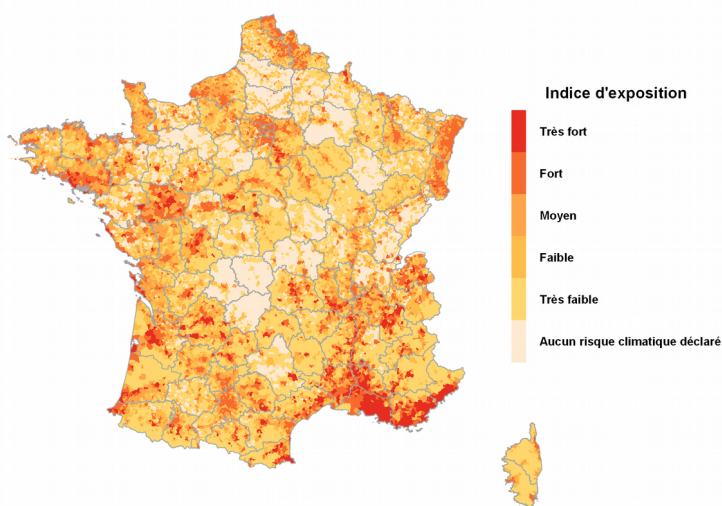 Indice d'exposition
Très fort
Fort
Moyen
Faible
Très faible
Aucun risque climatique déclaré